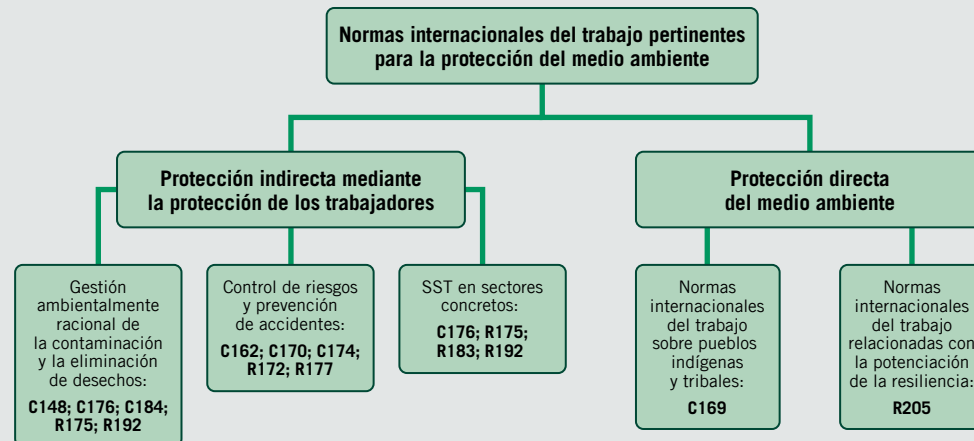 Normas internacionales del trabajo pertinentes
para la protección del medio ambiente
Protección indirecta mediante
la protección de los trabajadores
Protección directa
del medio ambiente
Gestión
ambientalmente
racional de
la contaminación
y la eliminación
de desechos:
C148; C176; C184;
R175; R192
Control de riesgos
y prevención
de accidentes:
C162; C170; C174;
R172; R177
SST en sectores
concretos:
C176; R175;
R183; R192
Normas
internacionales
del trabajo
sobre pueblos
indígenas
y tribales:
C169
Normas
internacionales
del trabajo
relacionadas con
la potenciación
de la resiliencia:
R205